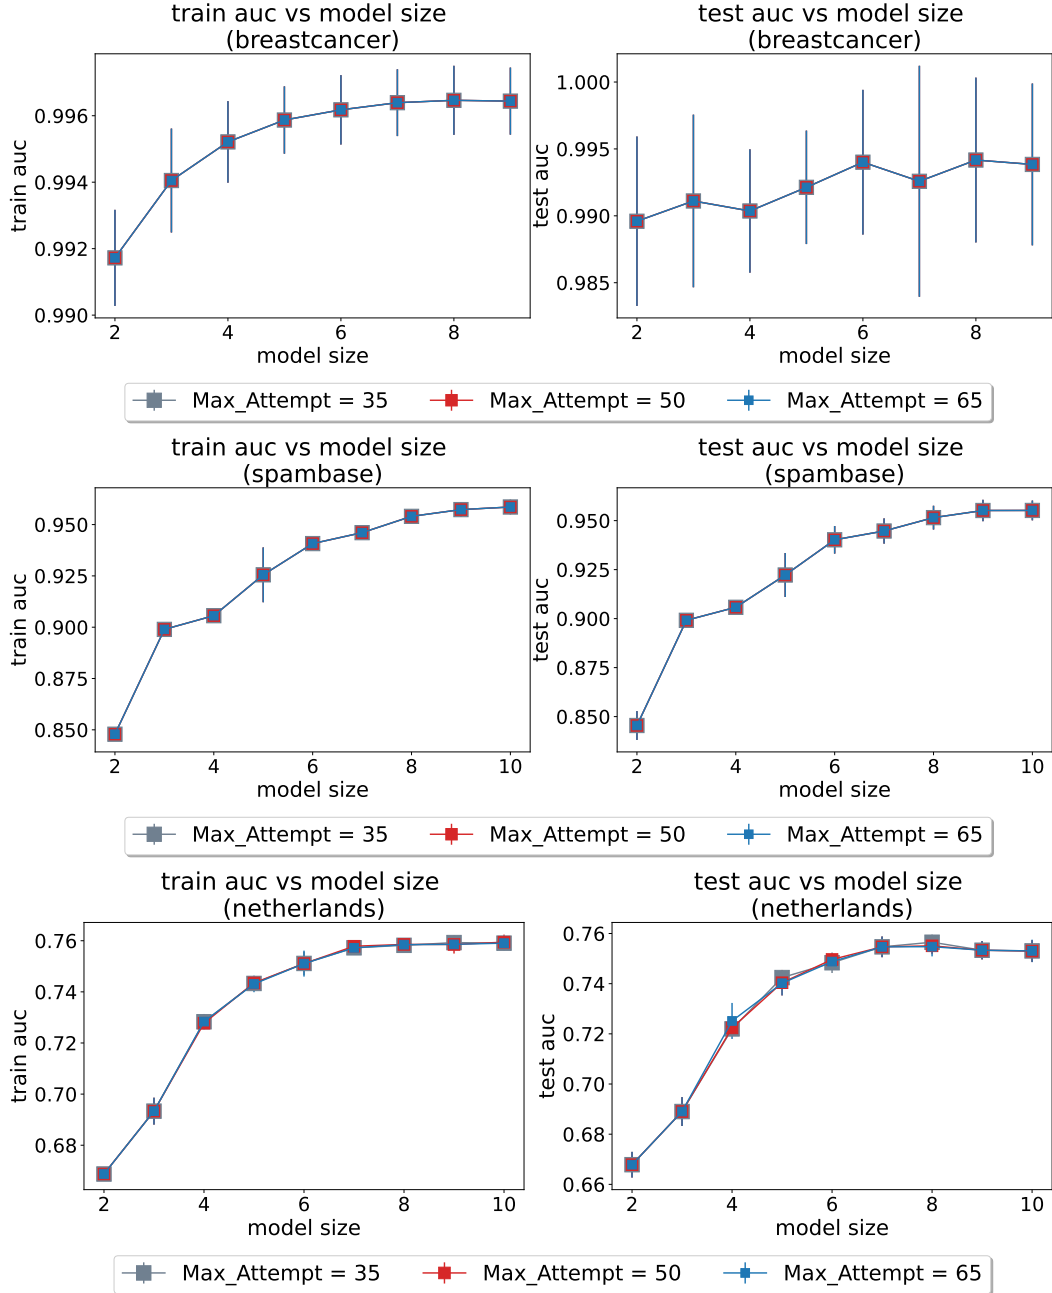 train auc vs model size
(breastcancer)
test auc vs model size
(breastcancer)
train auc
0.996
0.994
0.992
0.990
2 4 6 8
model size
test auc
1.000
0.995
0.990
0.985
2 4 6 8
model size
Max_Attempt = 35 Max_Attempt = 50 Max_Attempt = 65
train auc vs model size
(spambase)
test auc vs model size
(spambase)
train auc
0.950
0.925
0.900
0.875
0.850
2 4 6 8 10
model size
test auc
0.950
0.925
0.900
0.875
0.850
2 4 6 8 10
model size
Max_Attempt = 35 Max_Attempt = 50 Max_Attempt = 65
train auc vs model size
(netherlands)
test auc vs model size
(netherlands)
train auc
0.76
0.74
0.72
0.70
0.68
2 4 6 8 10
model size
test auc
0.76
0.74
0.72
0.70
0.68
0.66
2 4 6 8 10
model size
Max_Attempt = 35 Max_Attempt = 50 Max_Attempt = 65